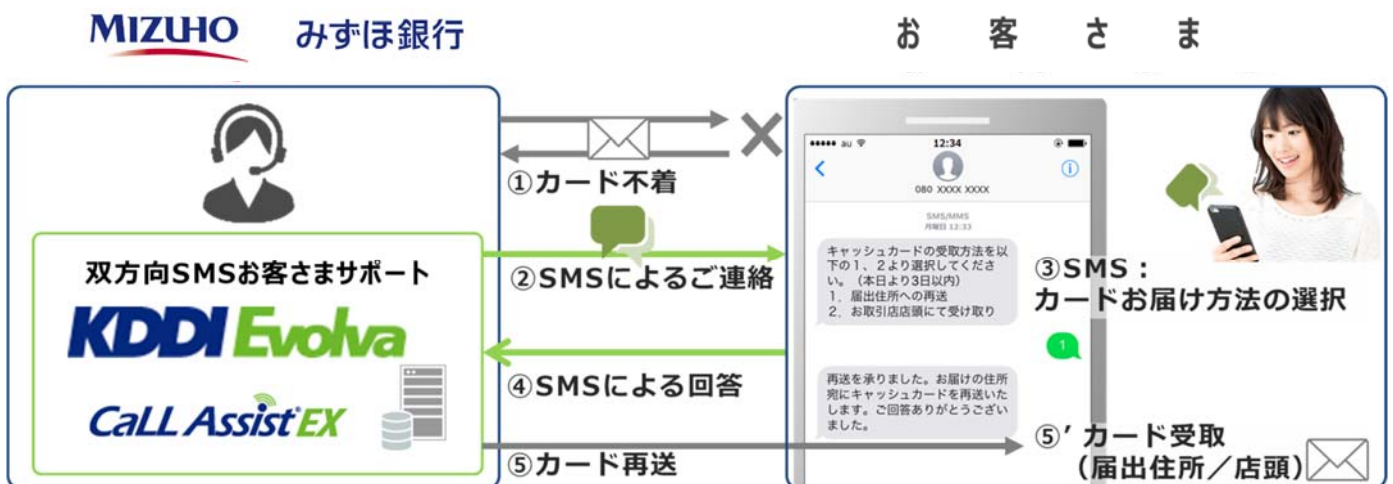 MIZUHO みずほ銀行
お客さま
①カード不着
双方向SMSお客さまサポート
KDDI Evolva
CaLL Assist EX
②SMSによるご連絡
④SMSによる回答
⑤カード再送
au 12:34
080 XXXX XXXX
SMS/MMS
月曜日 12:33
キャッシュカードの受取方法を以
下の1、2より選択してくださ
い。（本日より3日以内）
1．届出住所への再送
2．お取引店店頭にて受け取り
1
再送を承りました。お届けの住所
宛にキャッシュカードを再送いた
します。ご回答ありがとうござい
ました。
③SMS：
カードお届け方法の選択
⑤’カード受取
（届出住所／店頭）